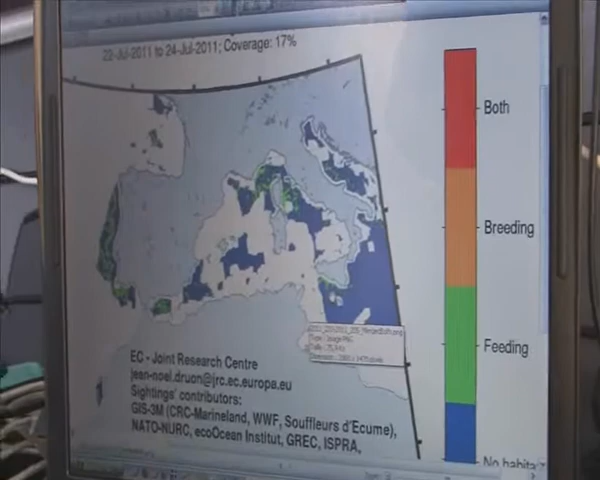 22-Jul-2011 to 24-Jul-2011; Coverage: 17%
Both
Breeding
Feeding
No habita
EC - Joint Research Centre
jean-noel.druon@jrc.ec.europa.eu
Sightings' contributors:
GIS-3M (CRC-Marineland, WWF, Souffleurs d'Ecume),
NATO-NURC, ecoOcean Institut, GREC, ISPRA,